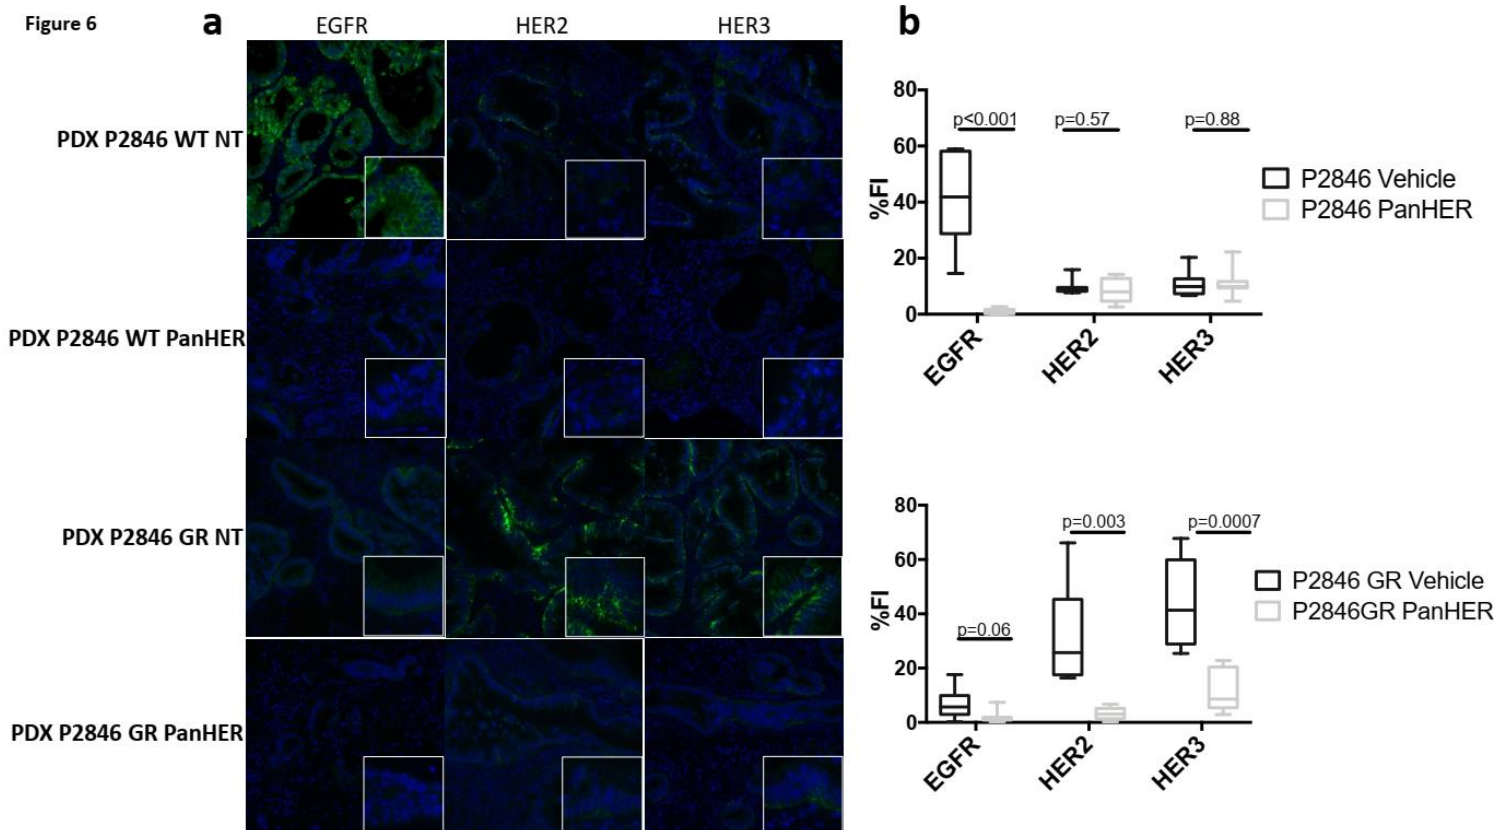 Figure 6
a
EGFR
HER2
HER3
PDX P2846 WT NT
PDX P2846 WT PanHER
PDX P2846 GR NT
PDX P2846 GR PanHER
b
80
60
40
20
0
%FI
p<0.001
p=0.57
p=0.88
EGFR
HER2
HER3
P2846 Vehicle
P2846 PanHER
80
60
40
20
0
%FI
p=0.06
p=0.003
p=0.0007
EGFR
HER2
HER3
P2846 GR Vehicle
P2846GR PanHER